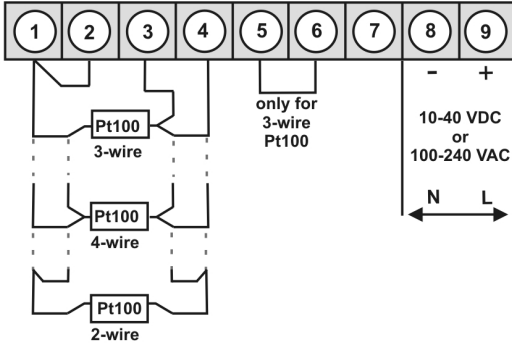 1 2 3 4 5 6 7 8 9
- +
only for
3-wire
Pt100
10-40 VDC
or
100-240 VAC
N L
Pt100
3-wire
Pt100
4-wire
Pt100
2-wire